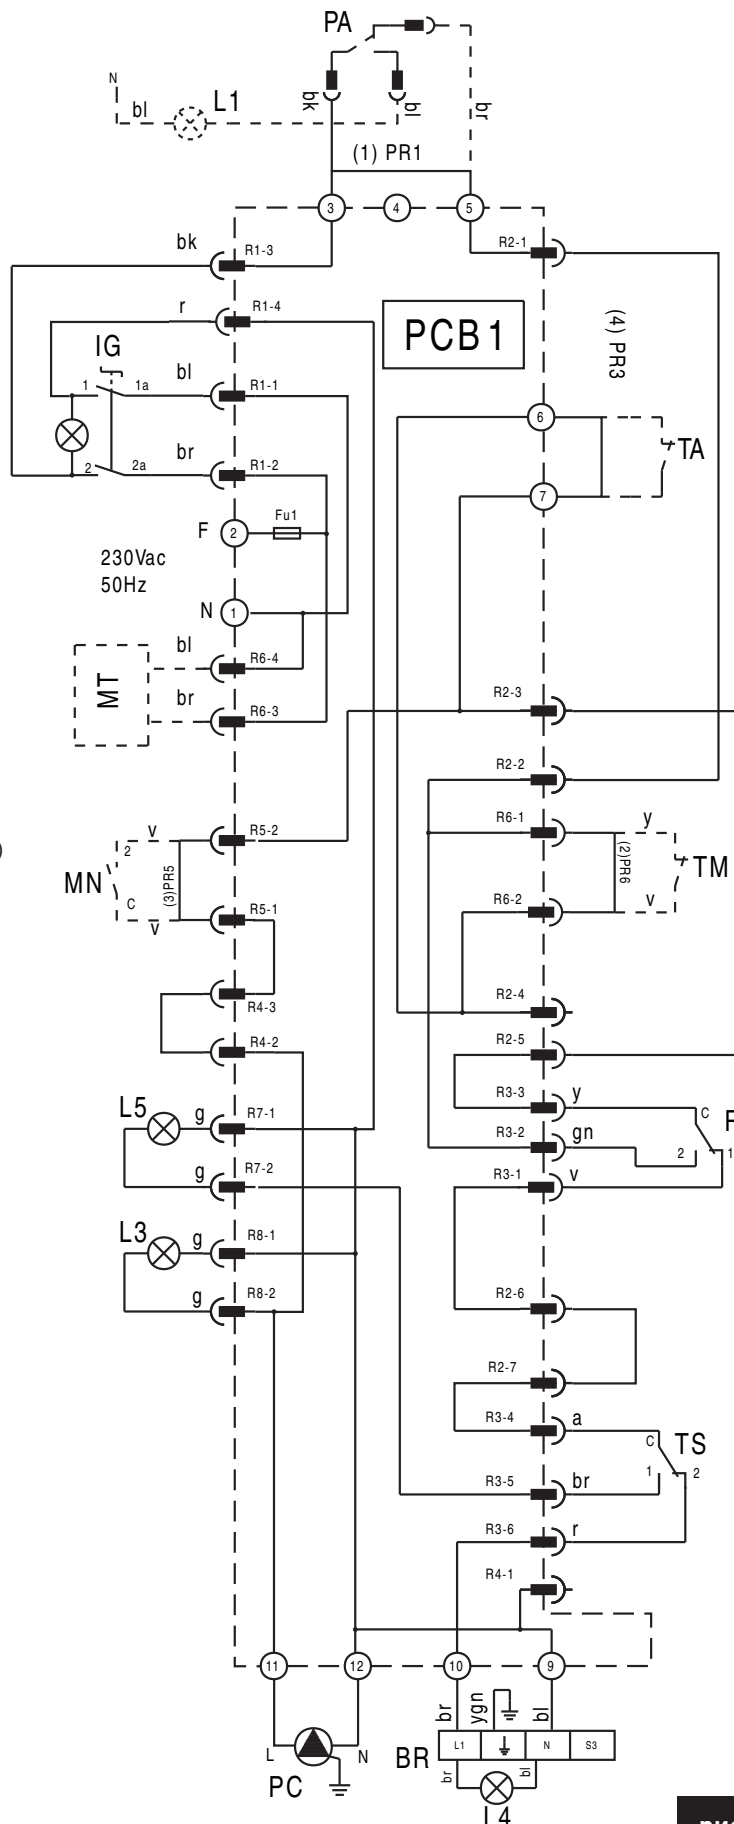 PA
N
bl
L1
bk
bl
br
(1) PR1
3
4
5
bk
R1-3
R2-1
r
R1-4
PCB1
(4) PR3
IG
1
1a
bl
R1-1
6
TA
2
2a
br
R1-2
7
F
2
Fu1
230Vac
50Hz
N
1
bl
R6-4
MT
br
R6-3
R2-3
R2-2
R6-1
y
)
v
R5-2
2
MN
(3)PR5
C
v
R5-1
(2)PR6
TM
R6-2
v
R4-3
R2-4
R4-2
R2-5
R3-3
y
C
L5
g
R7-1
R3-2
gn
2
1
g
R7-2
R3-1
v
L3
g
R8-1
g
R8-2
R2-6
R2-7
R3-4
a
C
TS
1
2
R3-5
br
R3-6
r
R4-1
11
12
10
9
br
ygn
bl
L
N
PC
BR
L1
N
S3
br
bl
L4